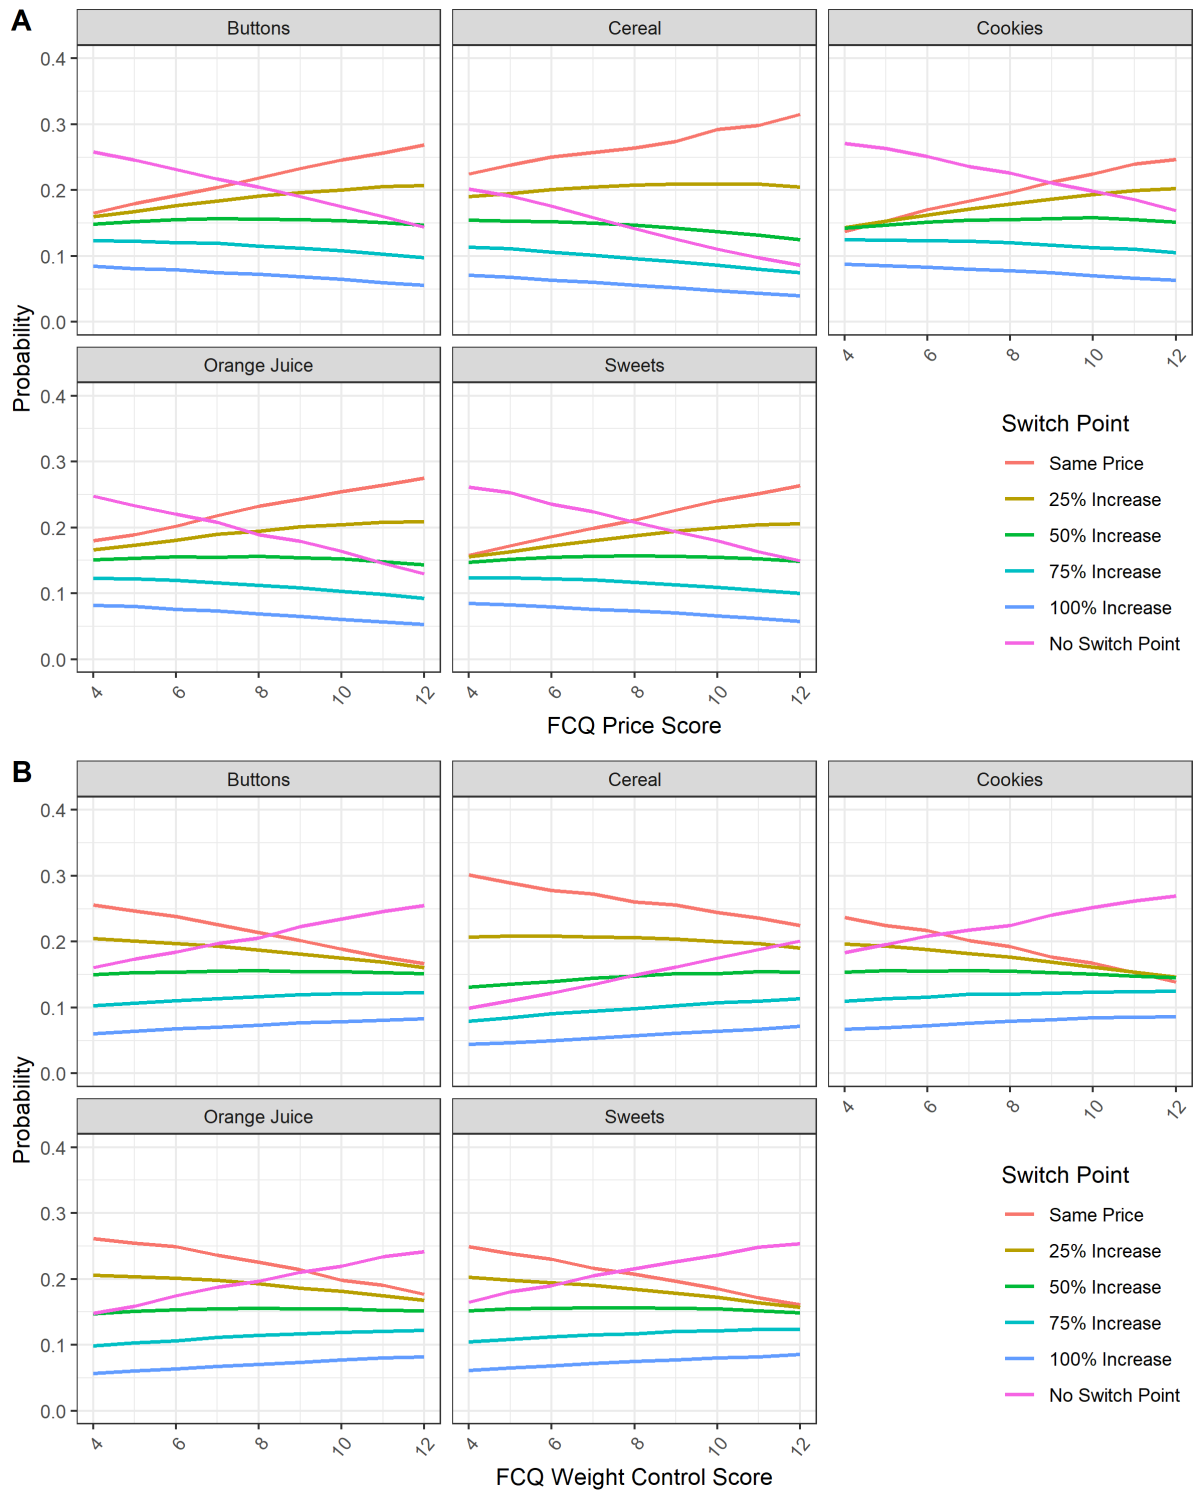 A
Buttons
Cereal
Cookies
0.4
0.3
0.2
0.1
0.0
4 6 8 10 12
Probability
Orange Juice
Sweets
0.4
0.3
0.2
0.1
0.0
4 6 8 10 12
4 6 8 10 12
FCQ Price Score
Switch Point
Same Price
25% Increase
50% Increase
75% Increase
100% Increase
No Switch Point
B
Buttons
Cereal
Cookies
0.4
0.3
0.2
0.1
0.0
4 6 8 10 12
Probability
Orange Juice
Sweets
0.4
0.3
0.2
0.1
0.0
4 6 8 10 12
4 6 8 10 12
FCQ Weight Control Score
Switch Point
Same Price
25% Increase
50% Increase
75% Increase
100% Increase
No Switch Point